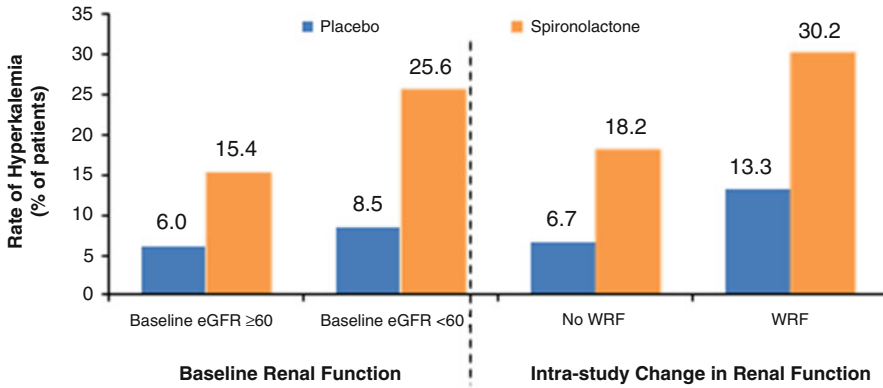 Rate of Hyperkalemia
(% of patients)
35
30
25
20
15
10
5
0
Placebo
Spironolactone
6.0
15.4
8.5
25.6
6.7
18.2
13.3
30.2
Baseline eGFR ≥60
Baseline eGFR <60
No WRF
WRF
Baseline Renal Function
Intra-study Change in Renal Function